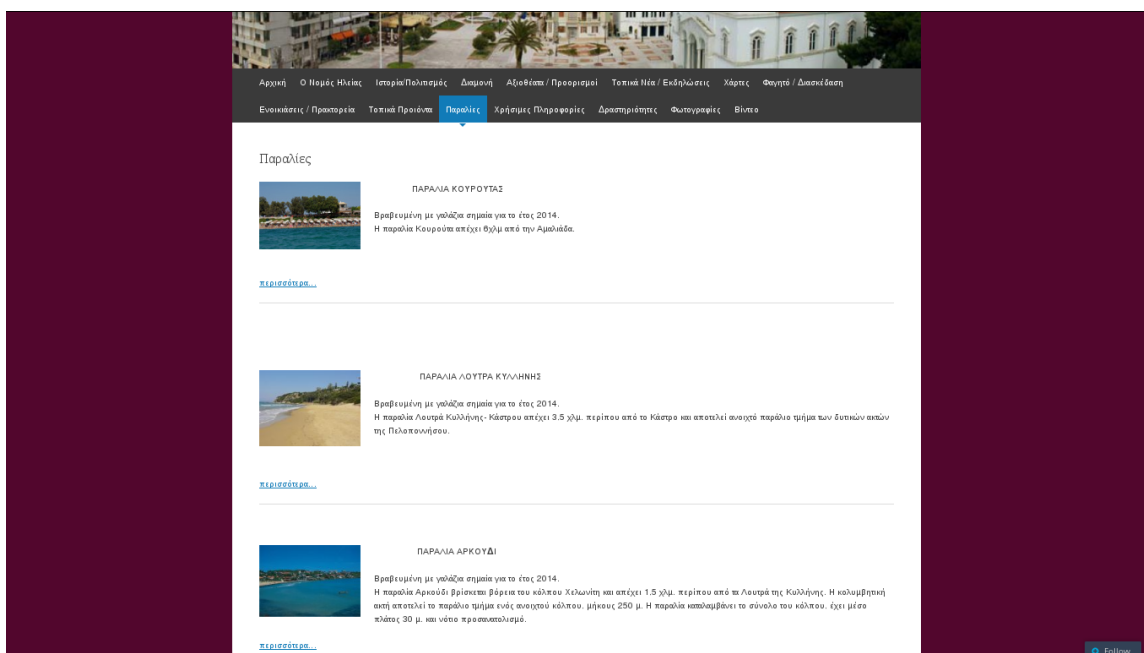 Αρχική Ο Νομός Ηλείας Ιστορία/Πολιτισμός Διαμονή Αξιοθέατα / Προορισμοί Τοπικά Νέα / Εκδηλώσεις Χάρτες Φαγητό / Διασκέδαση
Ενοικιάσεις / Πρακτορεία Τοπικά Προιόντα Παραλίες Χρήσιμες Πληροφορίες Δραστηριότητες Φωτογραφίες Βίντεο
Παραλίες
ΠΑΡΑΛΙΑ ΚΟΥΡΟΥΤΑΣ
Βραβευμένη με γαλάζια σημαία για το έτος 2014.
Η παραλία Κουρούτα απέχει 6χλμ από την Αμαλιάδα.
περισσότερα...
ΠΑΡΑΛΙΑ ΛΟΥΤΡΑ ΚΥΛΛΗΝΗΣ
Βραβευμένη με γαλάζια σημαία για το έτος 2014.
Η παραλία Λουτρά Κυλλήνης- Κάστρου απέχει 3.5 χλμ. περίπου από το Κάστρο και αποτελεί ανοιχτό παράλιο τμήμα των δυτικών ακτών
της Πελοποννήσου.
περισσότερα...
ΠΑΡΑΛΙΑ ΑΡΚΟΥΔΙ
Βραβευμένη με γαλάζια σημαία για το έτος 2014.
Η παραλία Αρκούδι βρίσκεται βόρεια του κόλπου Χελωνίτη και απέχει 1.5 χλμ. περίπου από τα Λουτρά της Κυλλήνης. Η κολυμβητική
ακτή αποτελεί το παράλιο τμήμα ενός ανοιχτού κόλπου. μήκους 250 μ. Η παραλία καταλαμβάνει το σύνολο του κόλπου. έχει μέσο
πλάτος 30 μ. και νότιο προσανατολισμό.
περισσότερα...
Follow